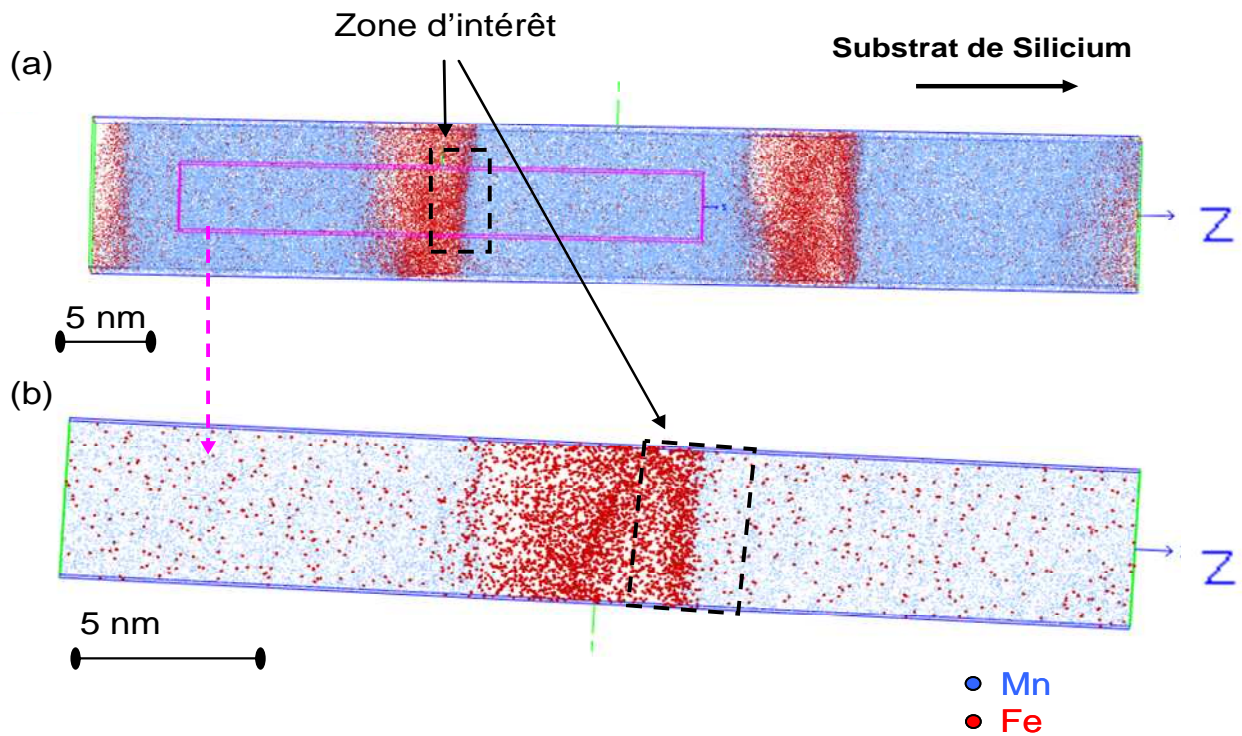 Zone d'intérêt
Substrat de Silicium
(a)
Z
5 nm
(b)
Z
5 nm
Mn
Fe